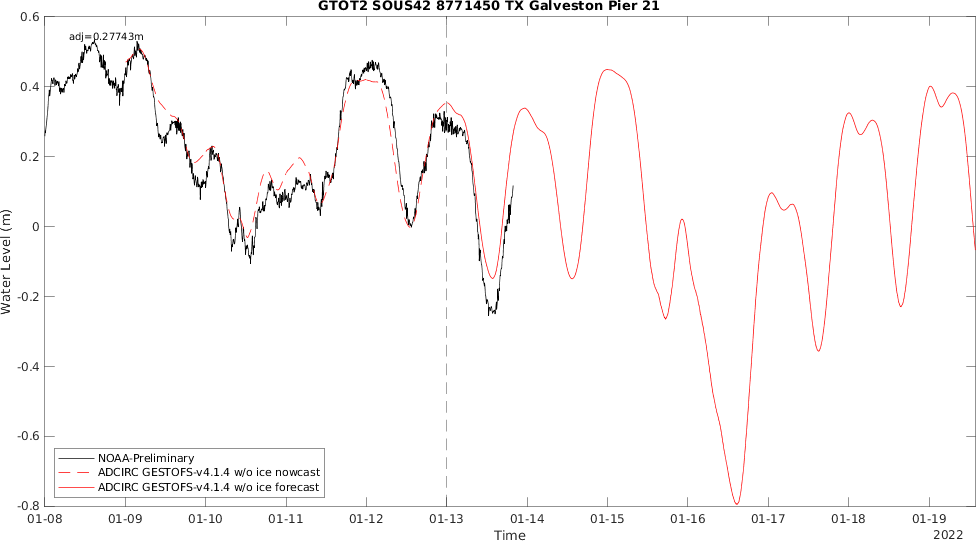 GTOT2 SOUS42 8771450 TX Galveston Pier 21
adj=0.27743m
0.6
0.4
0.2
0
-0.2
-0.4
-0.6
-0.8
Water Level (m)
NOAA-Preliminary
ADCIRC GESTOFS-v4.1.4 w/o ice nowcast
ADCIRC GESTOFS-v4.1.4 w/o ice forecast
01-08 01-09 01-10 01-11 01-12 01-13 01-14 01-15 01-16 01-17 01-18 01-19
Time
2022